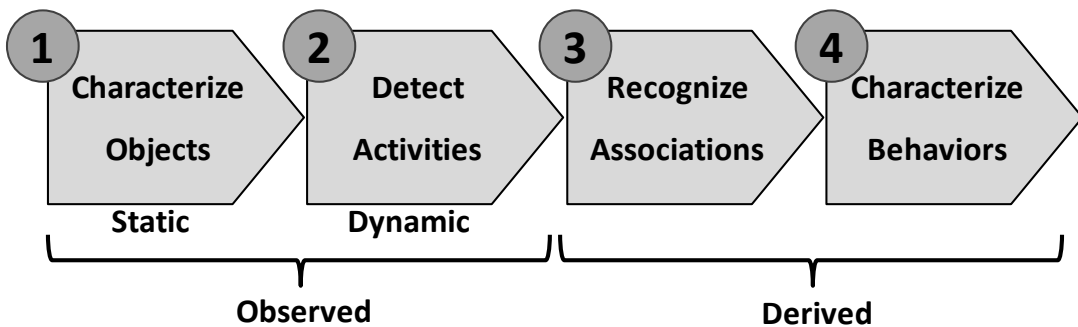 1
Characterize
Objects
Static
2
Detect
Activities
Dynamic
3
Recognize
Associations
4
Characterize
Behaviors
Observed
Derived